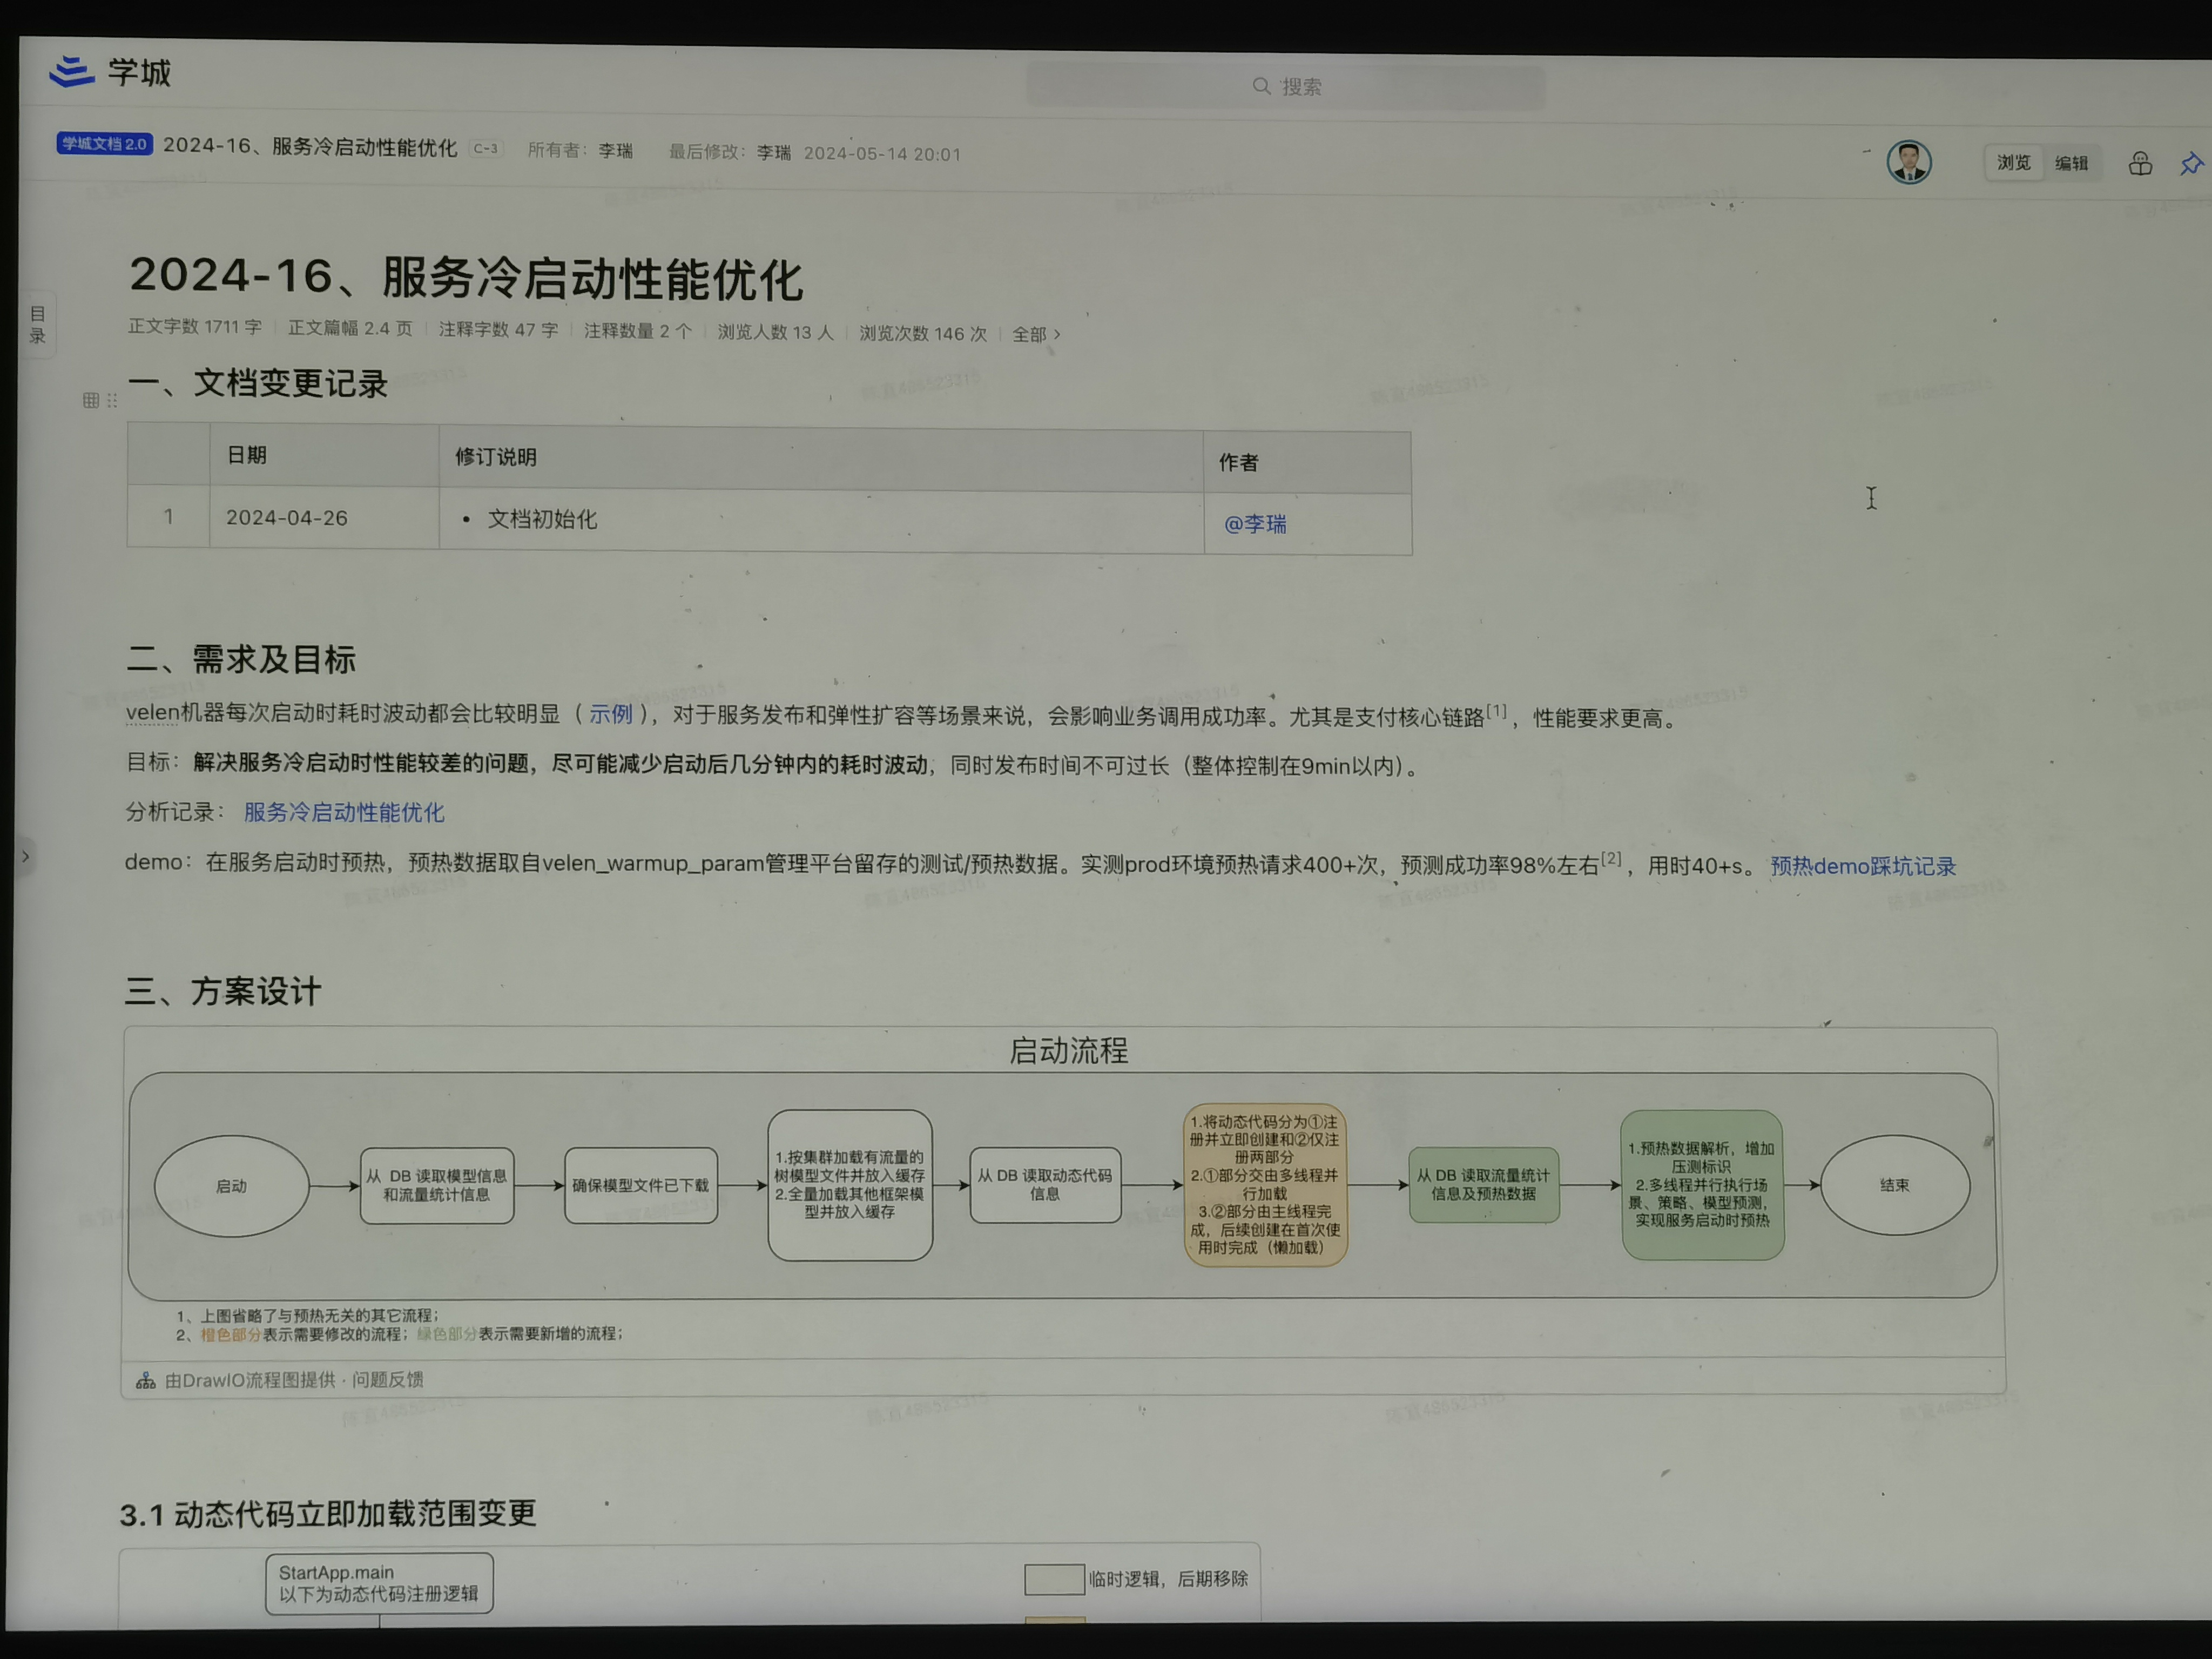 学城
搜索
学城文档 2.0 2024-16、服务冷启动性能优化 C-3 所有者：李瑞 最后修改：李瑞 2024-05-14 20:01
浏览 编辑
目录
2024-16、服务冷启动性能优化
正文字数 1711 字 正文篇幅 2.4 页 注释字数 47 字 注释数量 2 个 浏览人数 13 人 浏览次数 146 次 全部 >
一、文档变更记录
日期 修订说明 作者
1 2024-04-26 • 文档初始化 @李瑞
二、需求及目标
velen机器每次启动时耗时波动都会比较明显（ 示例 ），对于服务发布和弹性扩容等场景来说，会影响业务调用成功率。尤其是支付核心链路[1]，性能要求更高。
目标：解决服务冷启动时性能较差的问题，尽可能减少启动后几分钟内的耗时波动，同时发布时间不可过长（整体控制在9min以内）。
分析记录： 服务冷启动性能优化
demo：在服务启动时预热，预热数据取自velen_warmup_param管理平台留存的测试/预热数据。实测prod环境预热请求400+次，预测成功率98%左右[2]，用时40+s。 预热demo踩坑记录
三、方案设计
启动流程
启动
从 DB 读取模型信息
和流量统计信息
确保模型文件已下载
1.按集群加载有流量的
树模型文件并放入缓存
2.全量加载其他框架模
型并放入缓存
从 DB 读取动态代码
信息
1.将动态代码分为①注
册并立即创建和②仅注
册两部分
2.①部分交由多线程并
行加载
3.②部分由主线程完
成，后续创建在首次使
用时完成（懒加载）
从 DB 读取流量统计
信息及预热数据
1.预热数据解析，增加
压测标识
2.多线程并行执行场
景、策略、模型预测，
实现服务启动时预热
结束
1、上图省略了与预热无关的其它流程；
2、橙色部分表示需要修改的流程；绿色部分表示需要新增的流程；
由DrawIO流程图提供 · 问题反馈
3.1 动态代码立即加载范围变更
StartApp.main
以下为动态代码注册逻辑
临时逻辑，后期移除